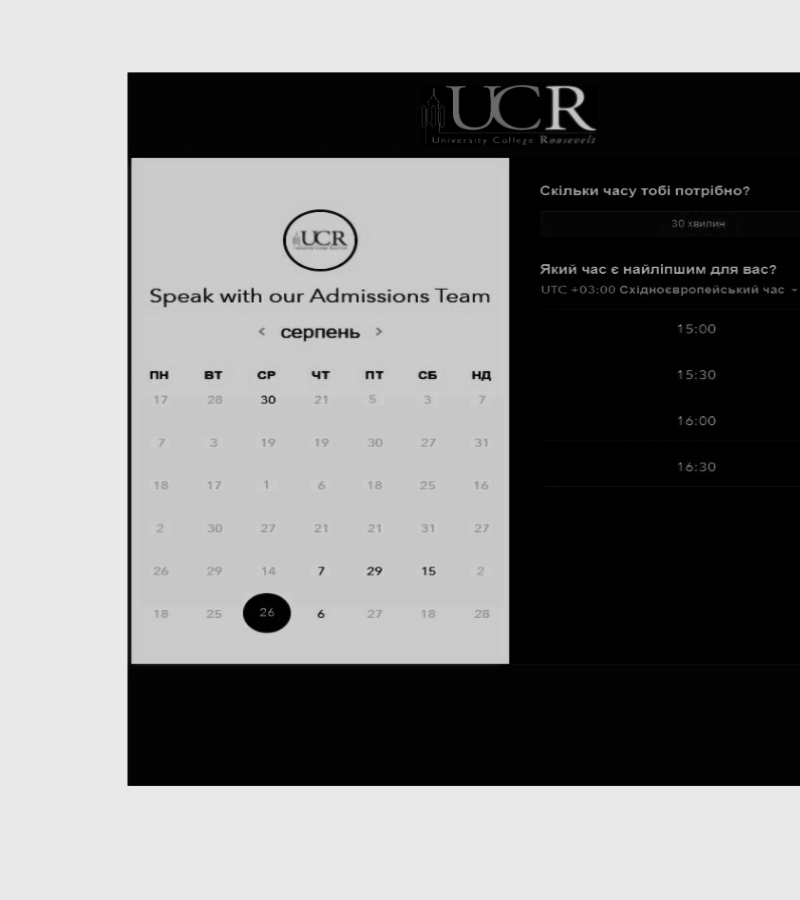 UCR
University College Roosevelt
UCR
Speak with our Admissions Team
< серпень >
ПН ВТ СР ЧТ ПТ СБ НД
17 28 30 21 5 3 7
7 3 19 19 30 27 31
18 17 1 6 18 25 16
2 30 27 21 21 31 27
26 29 14 7 29 15 2
18 25 26 6 27 18 28
Скільки часу тобі потрібно?
30 хвилин
Який час є найліпшим для вас?
UTC +03:00 Східноєвропейський час
15:00
15:30
16:00
16:30